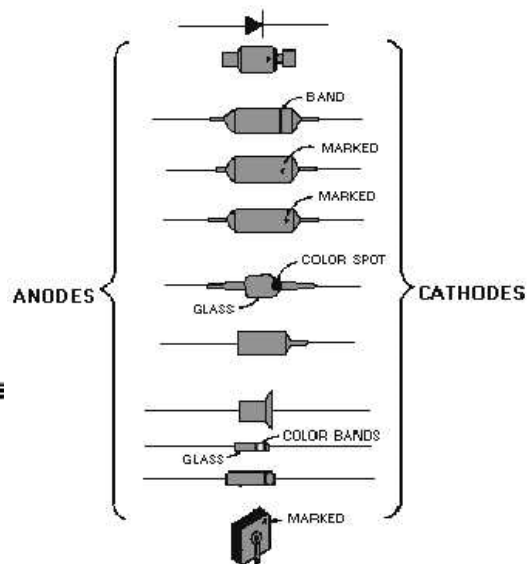 BAND
MARKED
MARKED
COLOR SPOT
ANODES
CATHODES
GLASS
COLOR BANDS
GLASS
MARKED